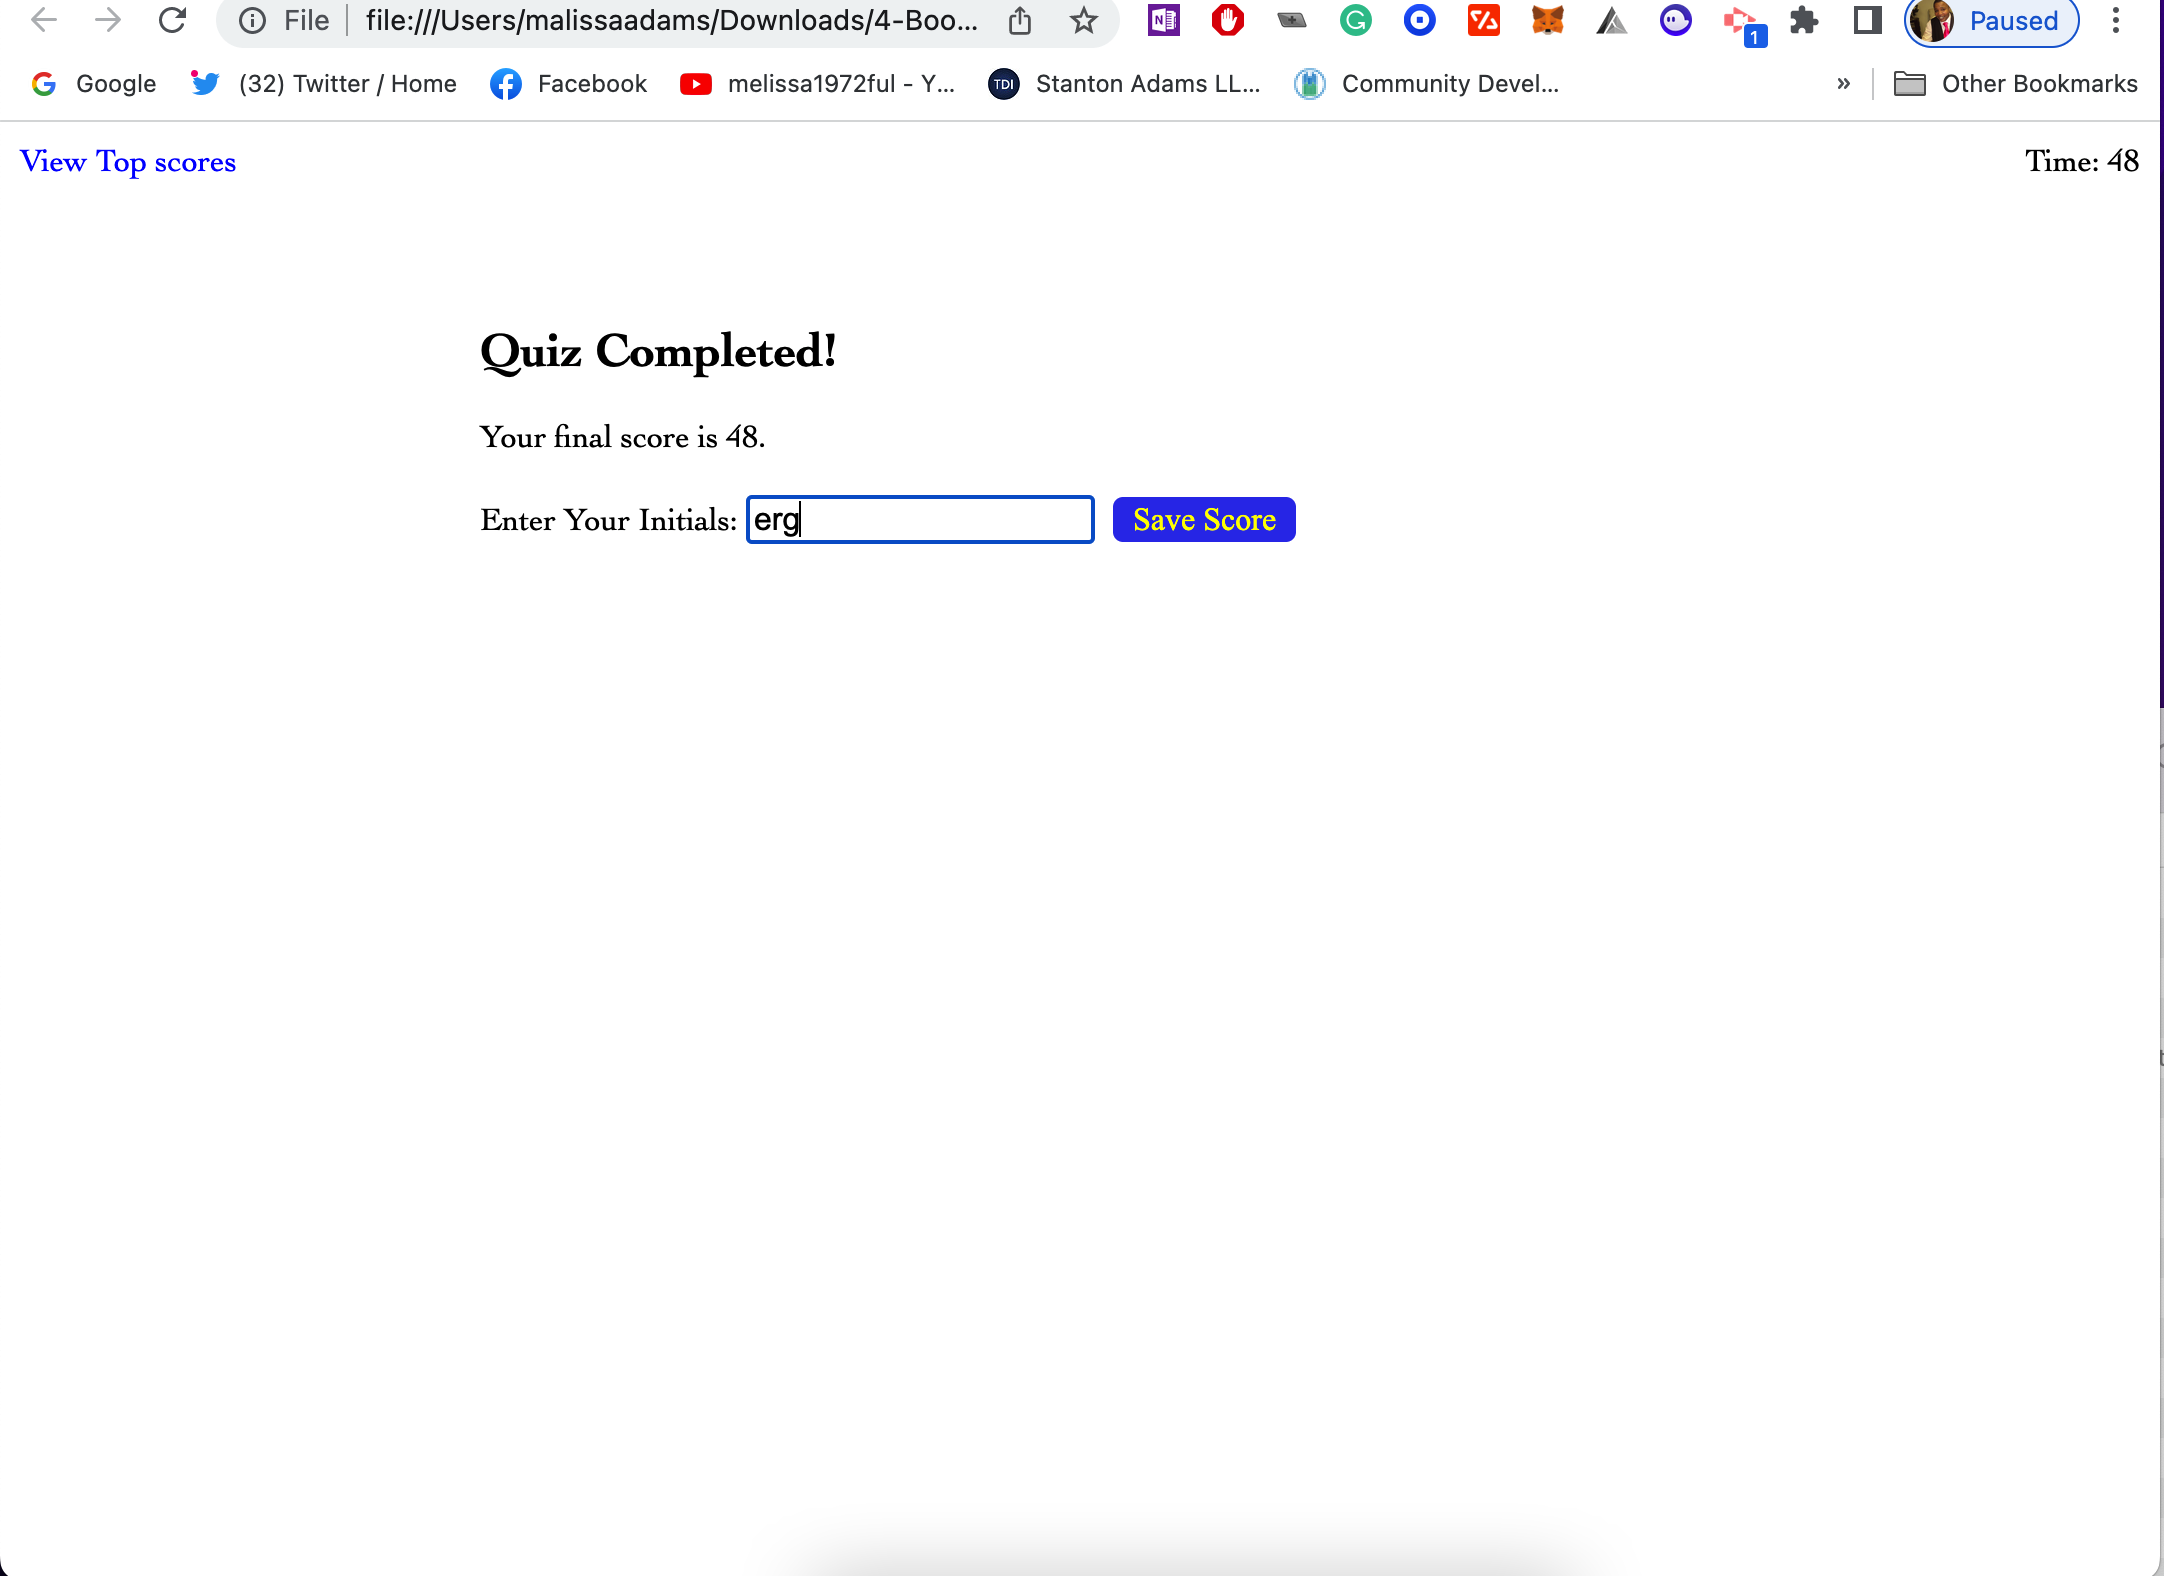 File file:///Users/malissaadams/Downloads/4-Boo... 1 Paused
Google (32) Twitter / Home Facebook melissa1972ful - Y... TDI Stanton Adams LL... Community Devel... » Other Bookmarks
View Top scores Time: 48
Quiz Completed!
Your final score is 48.
Enter Your Initials: erg Save Score